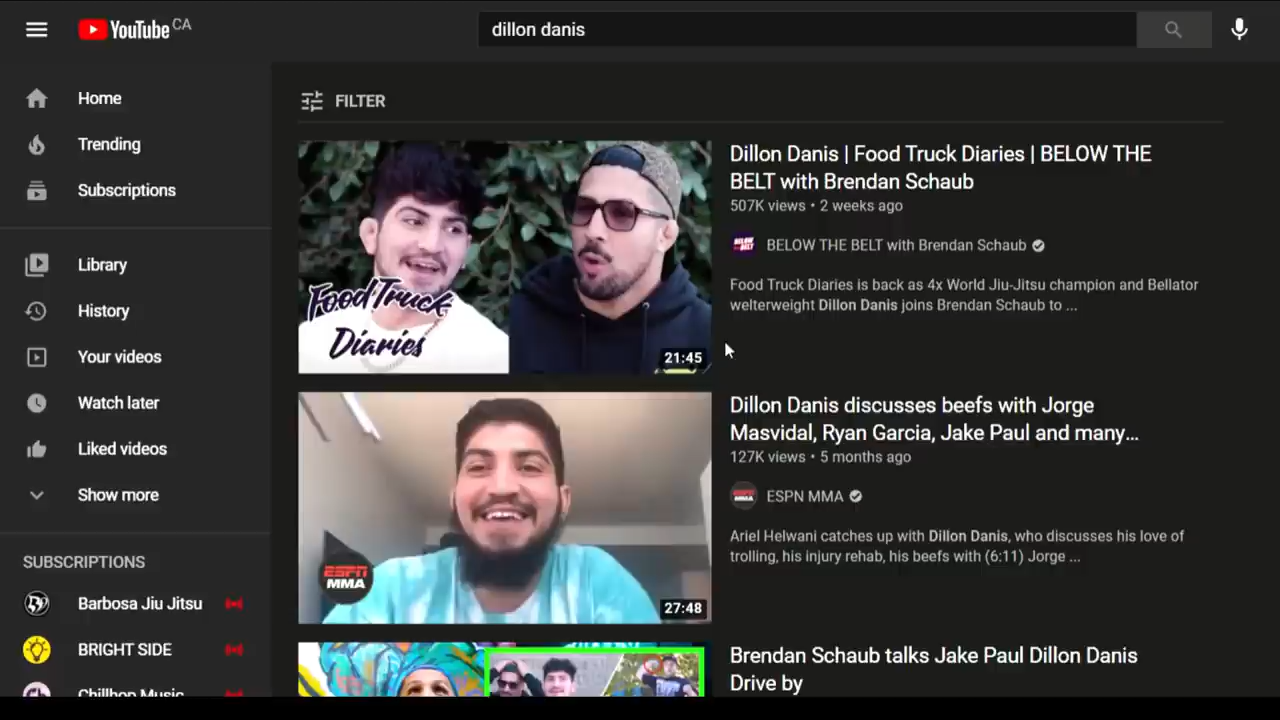 YouTube CA
dillon danis
Home
Trending
Subscriptions
Library
History
Your videos
Watch later
Liked videos
Show more
SUBSCRIPTIONS
Barbosa Jiu Jitsu
BRIGHT SIDE
Chillhop Music
FILTER
Food Truck
Diaries
21:45
Dillon Danis | Food Truck Diaries | BELOW THE
BELT with Brendan Schaub
507K views • 2 weeks ago
BELOW THE BELT with Brendan Schaub
Food Truck Diaries is back as 4x World Jiu-Jitsu champion and Bellator
welterweight Dillon Danis joins Brendan Schaub to ...
ESPN
MMA
27:48
Dillon Danis discusses beefs with Jorge
Masvidal, Ryan Garcia, Jake Paul and many...
127K views • 5 months ago
ESPN MMA
Ariel Helwani catches up with Dillon Danis, who discusses his love of
trolling, his injury rehab, his beefs with (6:11) Jorge ...
Brendan Schaub talks Jake Paul Dillon Danis
Drive by